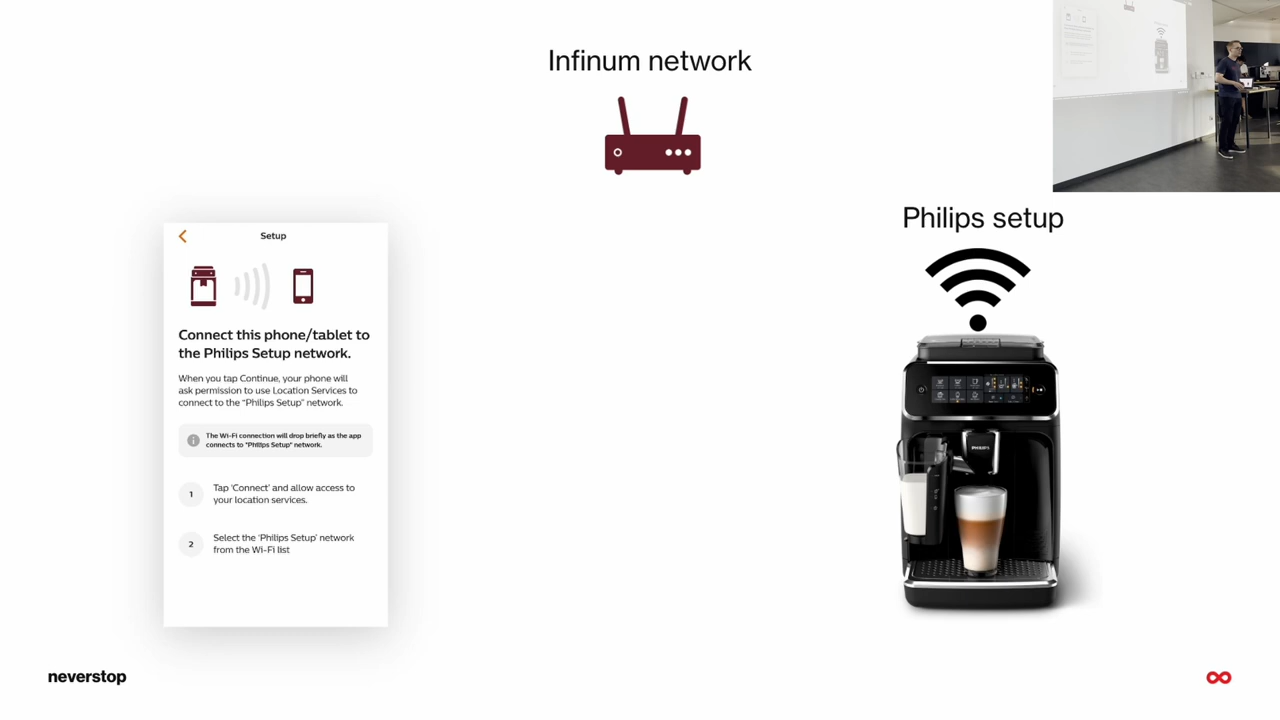 Infinum network
Philips setup
Setup
Connect this phone/tablet to
the Philips Setup network.
When you tap Continue, your phone will
ask permission to use Location Services to
connect to the “Philips Setup” network.
The Wi-Fi connection will drop briefly as the app
connects to "Philips Setup" network.
1
Tap ‘Connect’ and allow access to
your location services.
2
Select the ‘Philips Setup’ network
from the Wi-Fi list
PHILIPS
neverstop